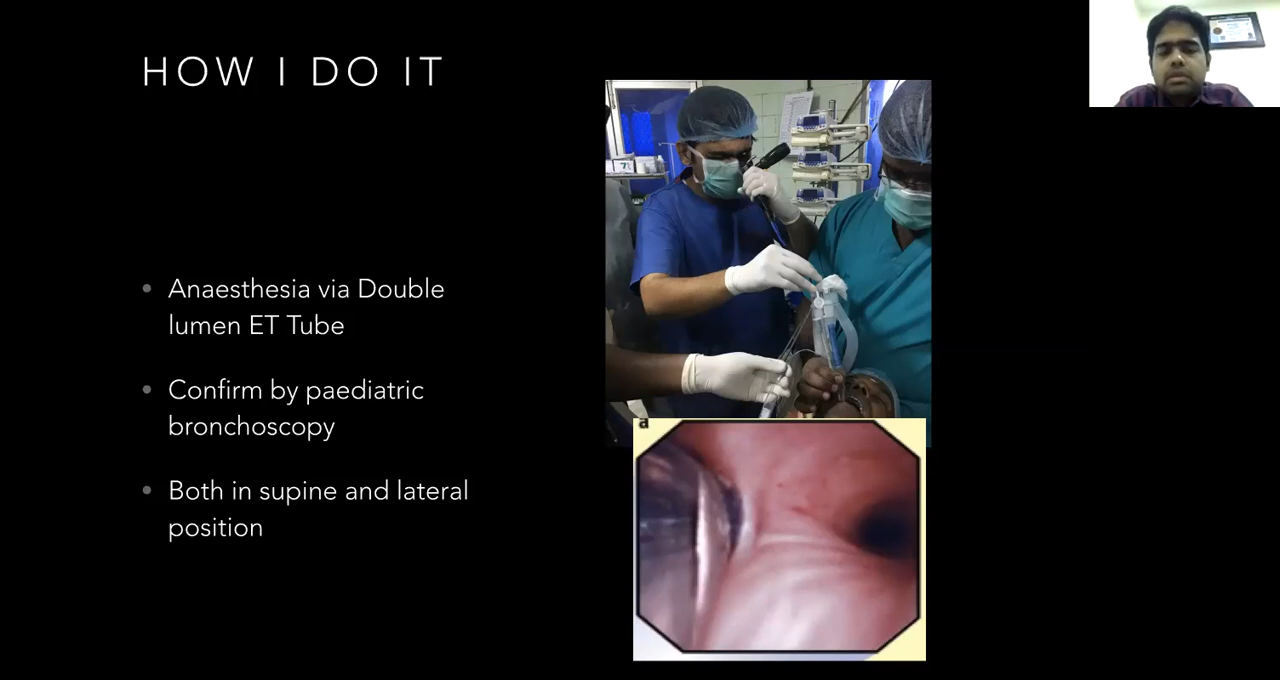 HOW I DO IT
Anaesthesia via Double
lumen ET Tube
Confirm by paediatric
bronchoscopy
Both in supine and lateral
position
a